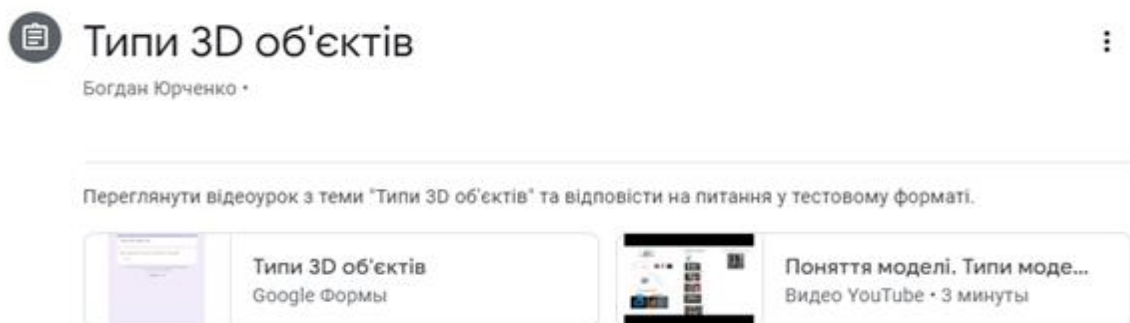 Типи 3D об'єктів
Богдан Юрченко •
Переглянути відеоурок з теми "Типи 3D об'єктів" та відповісти на питання у тестовому форматі.
Типи 3D об'єктів
Google Формы
Поняття моделі. Типи моде...
Видео YouTube • 3 минуты